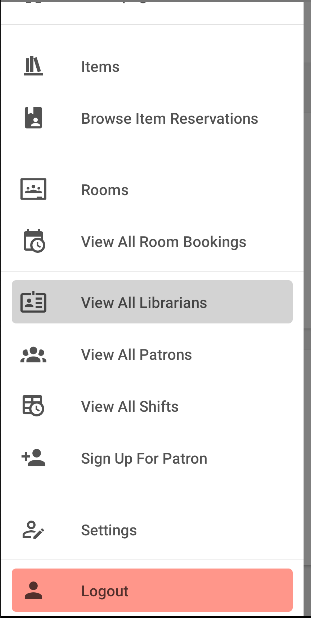 Items
Browse Item Reservations
Rooms
View All Room Bookings
View All Librarians
View All Patrons
View All Shifts
Sign Up For Patron
Settings
Logout